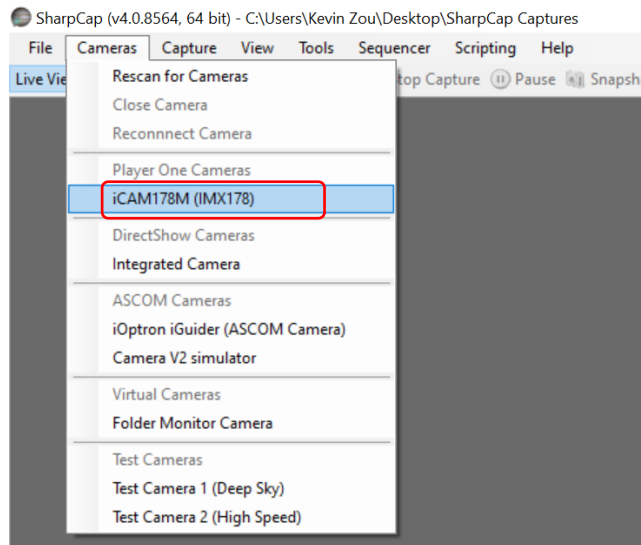 SharpCap (v4.0.8564, 64 bit) - C:\Users\Kevin Zou\Desktop\SharpCap Captures
File Cameras Capture View Tools Sequencer Scripting Help
Live Vie top Capture Pause Snapsh
Rescan for Cameras
Close Camera
Reconnnect Camera
Player One Cameras
iCAM178M (IMX178)
DirectShow Cameras
Integrated Camera
ASCOM Cameras
iOptron iGuider (ASCOM Camera)
Camera V2 simulator
Virtual Cameras
Folder Monitor Camera
Test Cameras
Test Camera 1 (Deep Sky)
Test Camera 2 (High Speed)